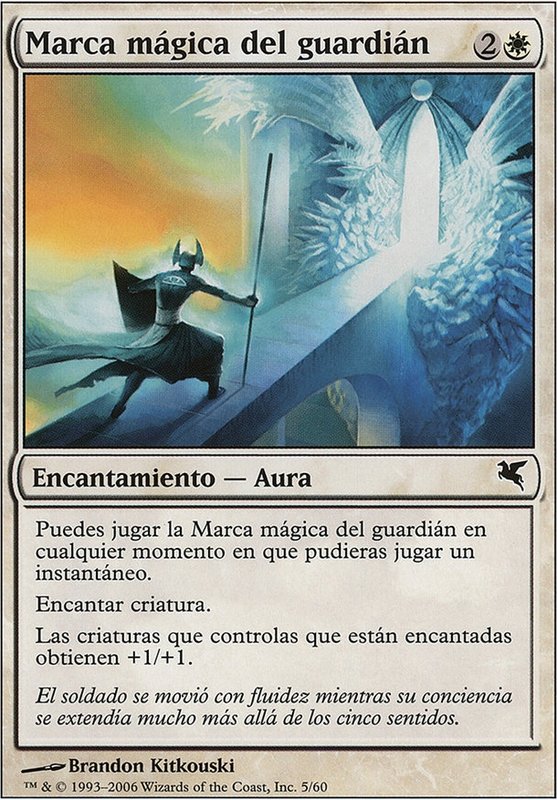 Marca mágica del guardián 2
Encantamiento — Aura
Puedes jugar la Marca mágica del guardián en
cualquier momento en que pudieras jugar un
instantáneo.
Encantar criatura.
Las criaturas que controlas que están encantadas
obtienen +1/+1.
El soldado se movió con fluidez mientras su conciencia
se extendía mucho más allá de los cinco sentidos.
Brandon Kitkouski
™ & © 1993–2006 Wizards of the Coast, Inc. 5/60